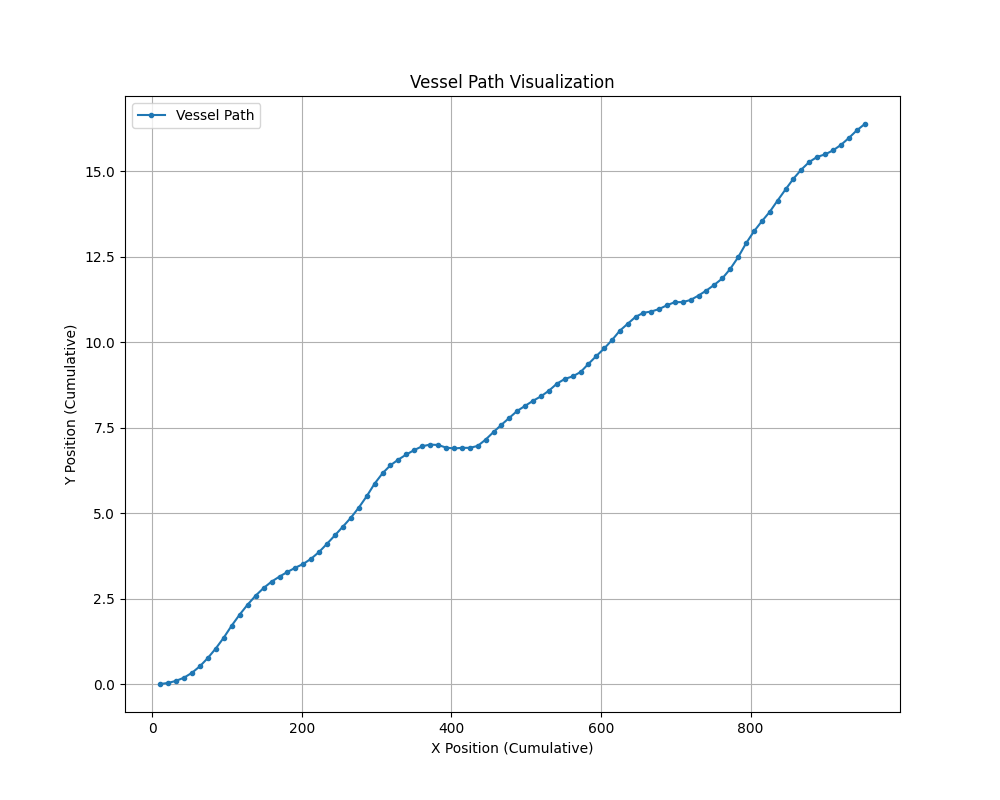 Vessel Path Visualization
Vessel Path
Y Position (Cumulative)
15.0
12.5
10.0
7.5
5.0
2.5
0.0
0 200 400 600 800
X Position (Cumulative)